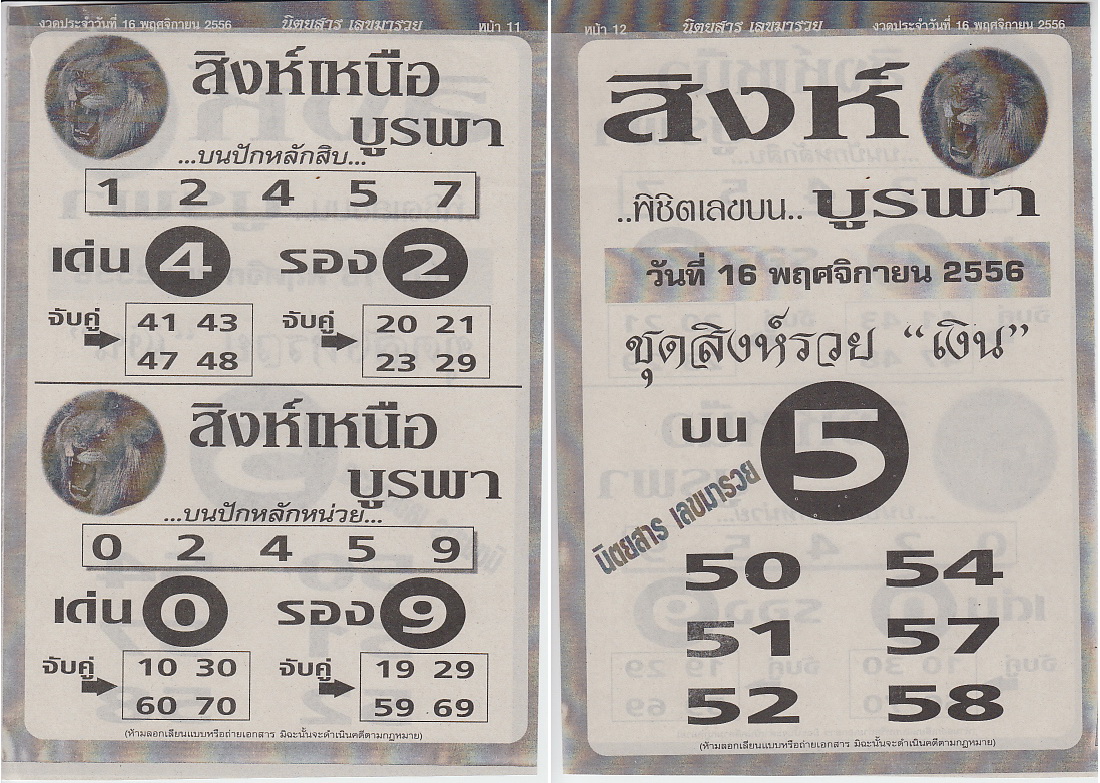 งวดประจำวันที่ 16 พฤศจิกายน 2556 นิตยสาร เลขมารวย หน้า 11
สิงห์เหนือ
บูรพา
...บนปักหลักสิบ...
1 2 4 5 7
เด่น 4 รอง 2
จับคู่ 41 43 จับคู่ 20 21
47 48 23 29
สิงห์เหนือ
บูรพา
...บนปักหลักหน่วย...
0 2 4 5 9
เด่น 0 รอง 9
จับคู่ 10 30 จับคู่ 19 29
60 70 59 69
(ห้ามลอกเลียนแบบหรือถ่ายเอกสาร มิฉะนั้นจะดำเนินคดีตามกฎหมาย)
หน้า 12 นิตยสาร เลขมารวย งวดประจำวันที่ 16 พฤศจิกายน 2556
สิงห์
..พิชิตเลขบน.. บูรพา
วันที่ 16 พฤศจิกายน 2556
ชุดสิงห์รวย “เงิน”
บน 5
นิตยสาร เลขมารวย
50 54
51 57
52 58
(ห้ามลอกเลียนแบบหรือถ่ายเอกสาร มิฉะนั้นจะดำเนินคดีตามกฎหมาย)